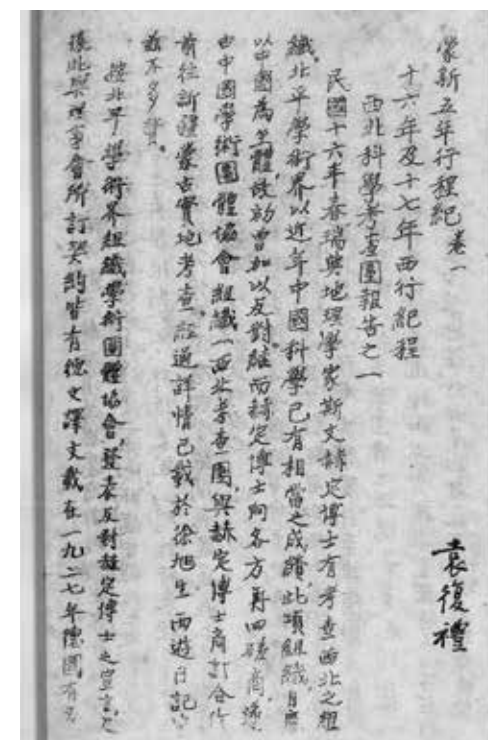 蒙新五年行程紀 卷一
十六年及十七年西行紀程
西北科學考查團報告之一
袁復禮
民國十六年春瑞典地理學家斯文赫定博士有考查西北之組
織，北平學術界以近年中國科學已有相當之成績，此項組織自應
以中國為主體，故初曾加以反對。繼而赫定博士向各方再四磋商，遂
由中國學術團體協會組織一西北考查團，與赫定博士商訂合作
前往新疆蒙古實地考查，經過詳情已載於徐旭生西遊日記，
茲不多贅。
據北平學術界組織學術團體協會，發表反對赫定博士之宣言，及
後此與理事會所訂契約皆有德文譯文載在一九二七年德國